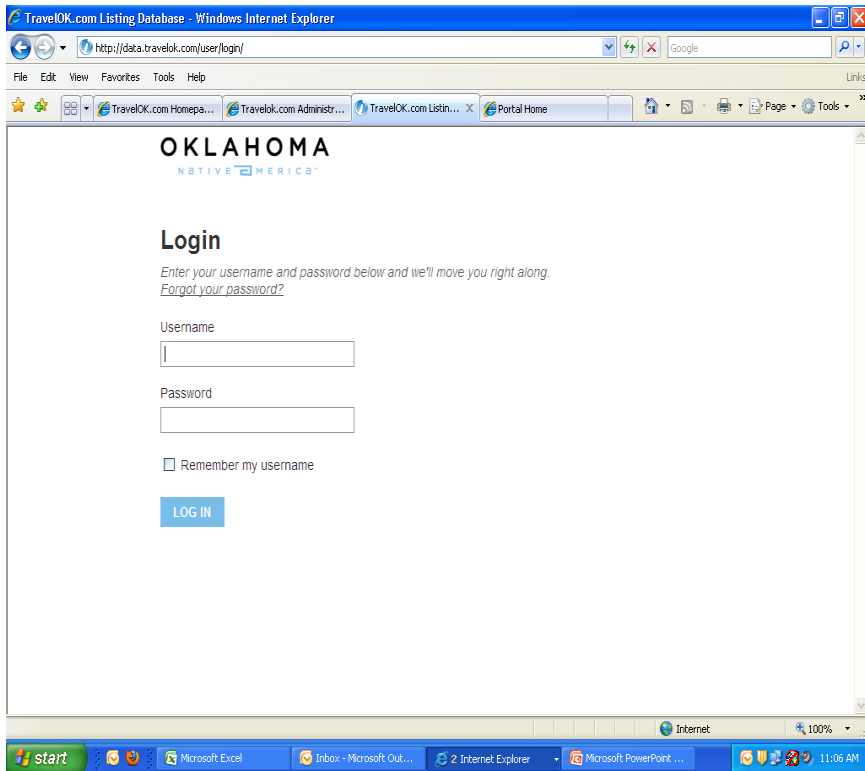 TravelOK.com Listing Database - Windows Internet Explorer
http://data.travelok.com/user/login/
Google
File Edit View Favorites Tools Help
Links
TravelOK.com Homepa... Travelok.com Administr... TravelOK.com Listin... X Portal Home Page Tools »
OKLAHOMA
NATIVE AMERICA
Login
Enter your username and password below and we'll move you right along.
Forgot your password?
Username
Password
Remember my username
LOG IN
Internet 100%
start Microsoft Excel Inbox - Microsoft Out... 2 Internet Explorer Microsoft PowerPoint ... 11:06 AM